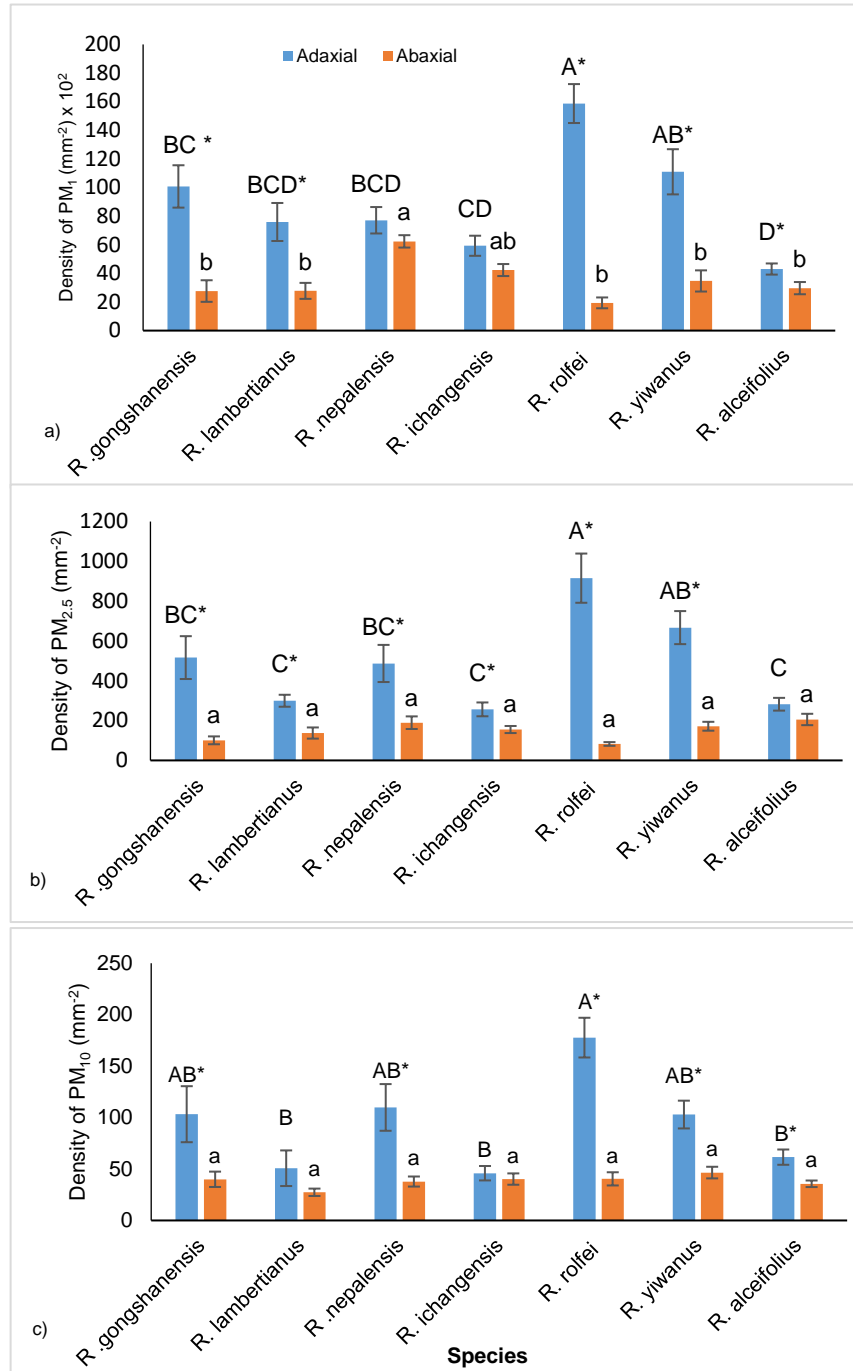 Adaxial Abaxial
Density of PM₁ (mm⁻²) x 10²
200
180
160
140
120
100
80
60
40
20
0
BC * b
BCD* b
BCD a
CD ab
A* b
AB* b
D* b
R .gongshanensis
R. lambertianus
R .nepalensis
R. ichangensis
R. rolfei
R. yiwanus
R. alceifolius
a)
Density of PM₂.₅ (mm⁻²)
1200
1000
800
600
400
200
0
BC* a
C* a
BC* a
C* a
A* a
AB* a
C a
R .gongshanensis
R. lambertianus
R .nepalensis
R. ichangensis
R. rolfei
R. yiwanus
R. alceifolius
b)
Density of PM₁₀ (mm⁻²)
250
200
150
100
50
0
AB* a
B a
AB* a
B a
A* a
AB* a
B* a
R .gongshanensis
R. lambertianus
R .nepalensis
R. ichangensis
R. rolfei
R. yiwanus
R. alceifolius
c)
Species